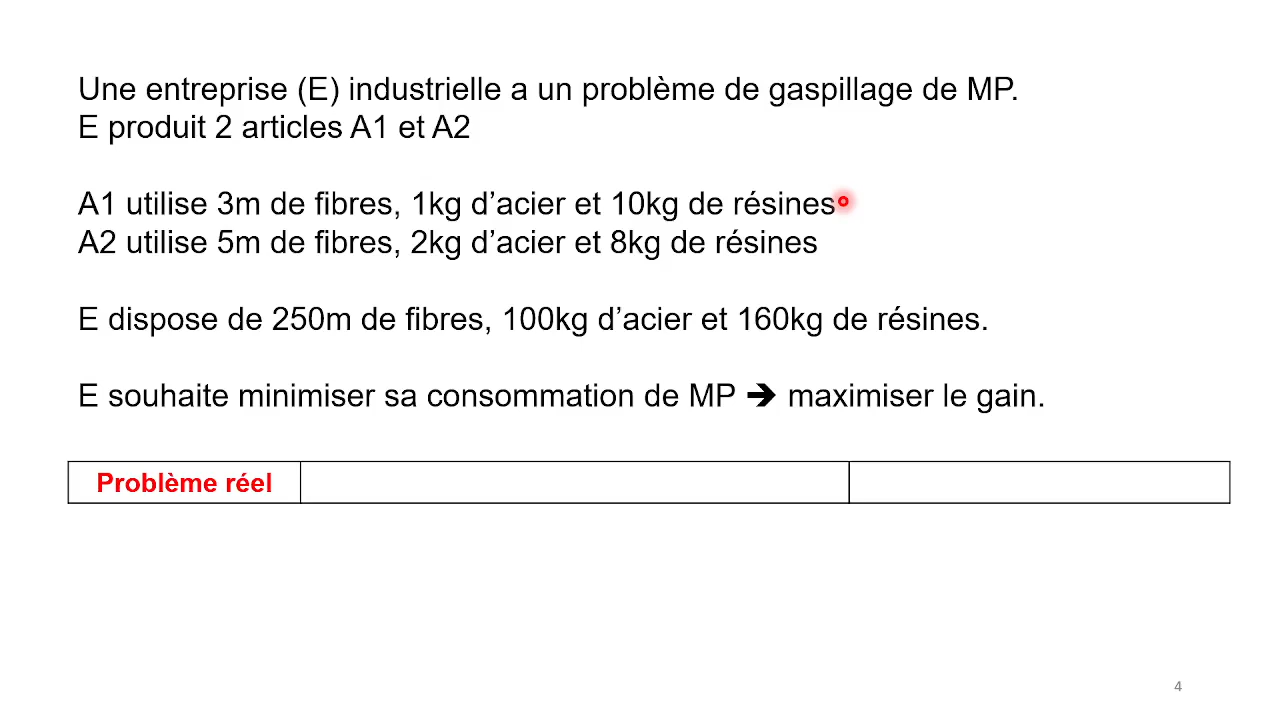 Une entreprise (E) industrielle a un problème de gaspillage de MP.
E produit 2 articles A1 et A2
A1 utilise 3m de fibres, 1kg d’acier et 10kg de résines
A2 utilise 5m de fibres, 2kg d’acier et 8kg de résines
E dispose de 250m de fibres, 100kg d’acier et 160kg de résines.
E souhaite minimiser sa consommation de MP ➔ maximiser le gain.
Problème réel
4